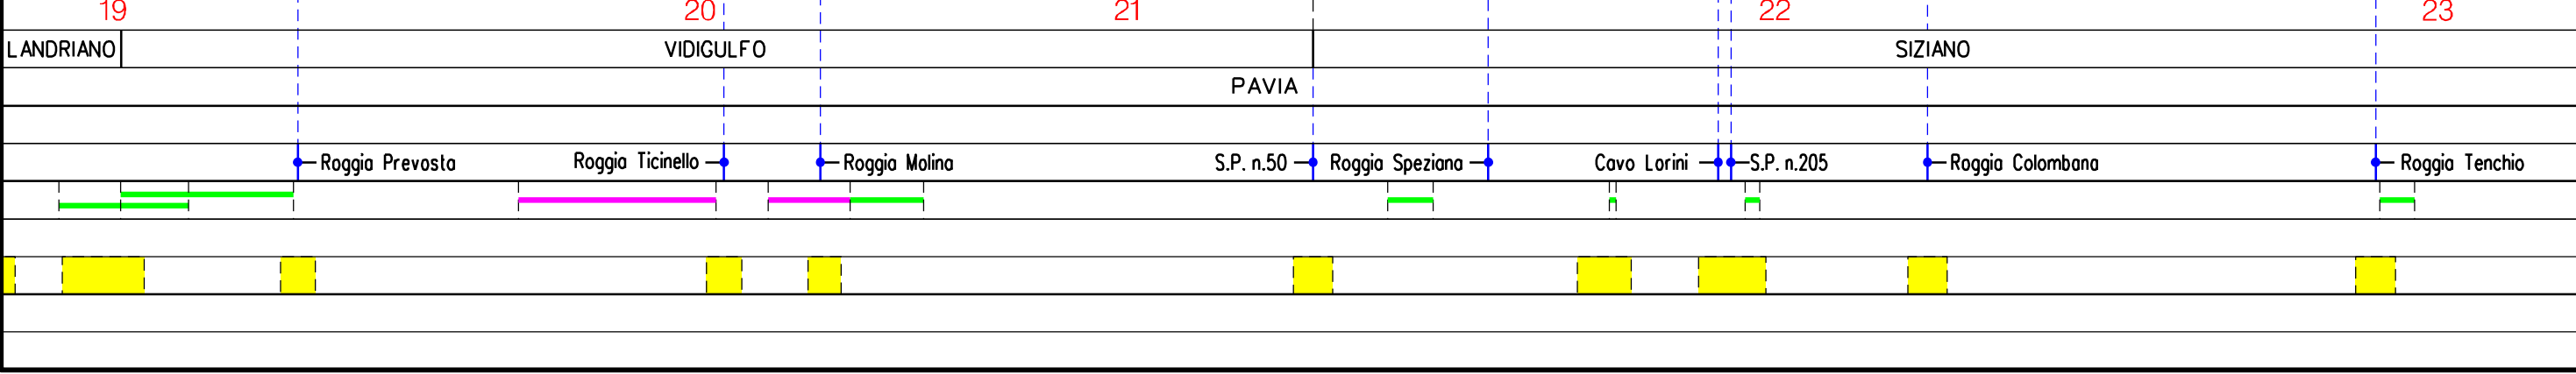 19 20 21 22 23
LANDRIANO VIDIGULFO SIZIANO
PAVIA
Roggia Prevosta Roggia Ticinello Roggia Molina S.P. n.50 Roggia Speziana Cavo Lorini S.P. n.205 Roggia Colombana Roggia Tenchio